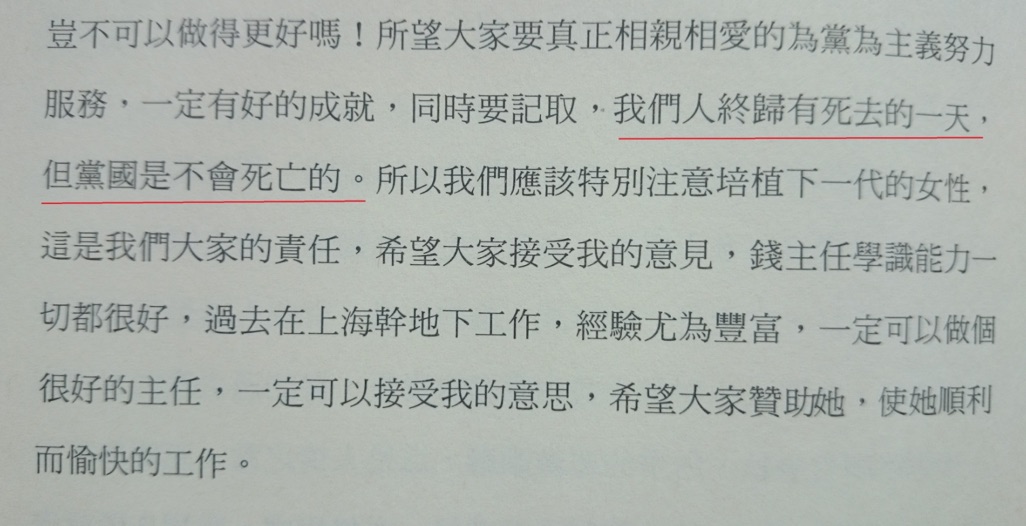 豈不可以做得更好嗎！所望大家要真正相親相愛的為黨為主義努力
服務，一定有好的成就，同時要記取，我們人終歸有死去的一天，
但黨國是不會死亡的。所以我們應該特別注意培植下一代的女性，
這是我們大家的責任，希望大家接受我的意見，錢主任學識能力一
切都很好，過去在上海幹地下工作，經驗尤為豐富，一定可以做個
很好的主任，一定可以接受我的意思，希望大家贊助她，使她順利
而愉快的工作。